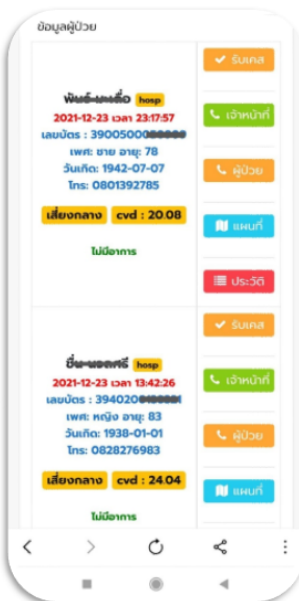 ข้อมูลผู้ป่วย
รับเคส
hosp
2021-12-23 เวลา 23:17:57
เจ้าหน้าที่
เลขบัตร : 39005000
เพศ: ชาย อายุ: 78
วันเกิด: 1942-07-07
ผู้ป่วย
โทร: 0801392785
เสี่ยงกลาง cvd : 20.08
แผนที่
ไม่มีอาการ
ประวัติ
รับเคส
hosp
2021-12-23 เวลา 13:42:26
เจ้าหน้าที่
เลขบัตร : 394020
เพศ: หญิง อายุ: 83
วันเกิด: 1938-01-01
ผู้ป่วย
โทร: 0828276983
เสี่ยงกลาง cvd : 24.04
แผนที่
ไม่มีอาการ